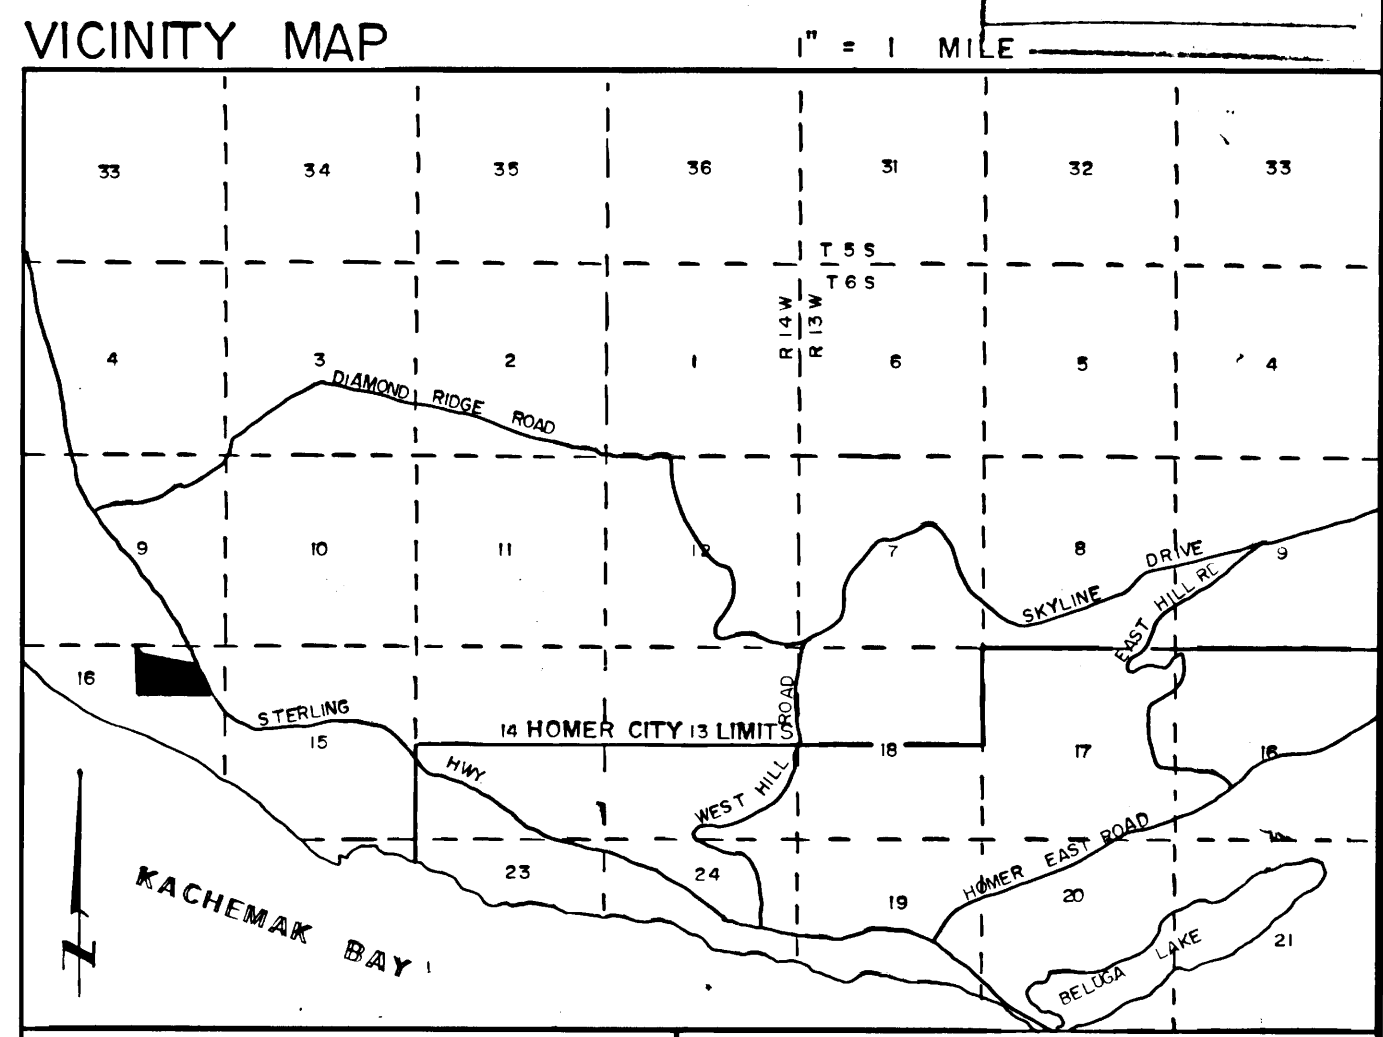 VICINITY MAP
1" = 1 MILE
33 34 35 36 31 32 33
T 5 S
T 6 S
R 14 W
R 13 W
4 3 2 1 6 5 4
DIAMOND RIDGE ROAD
9 10 11 12 7 8 9
SKYLINE DRIVE
EAST HILL RD
16
STERLING HWY
15
14 HOMER CITY 13 LIMITS
18 17 16
WEST HILL ROAD
HOMER EAST ROAD
23 24 19 20 21
KACHEMAK BAY
BELUGA LAKE
N